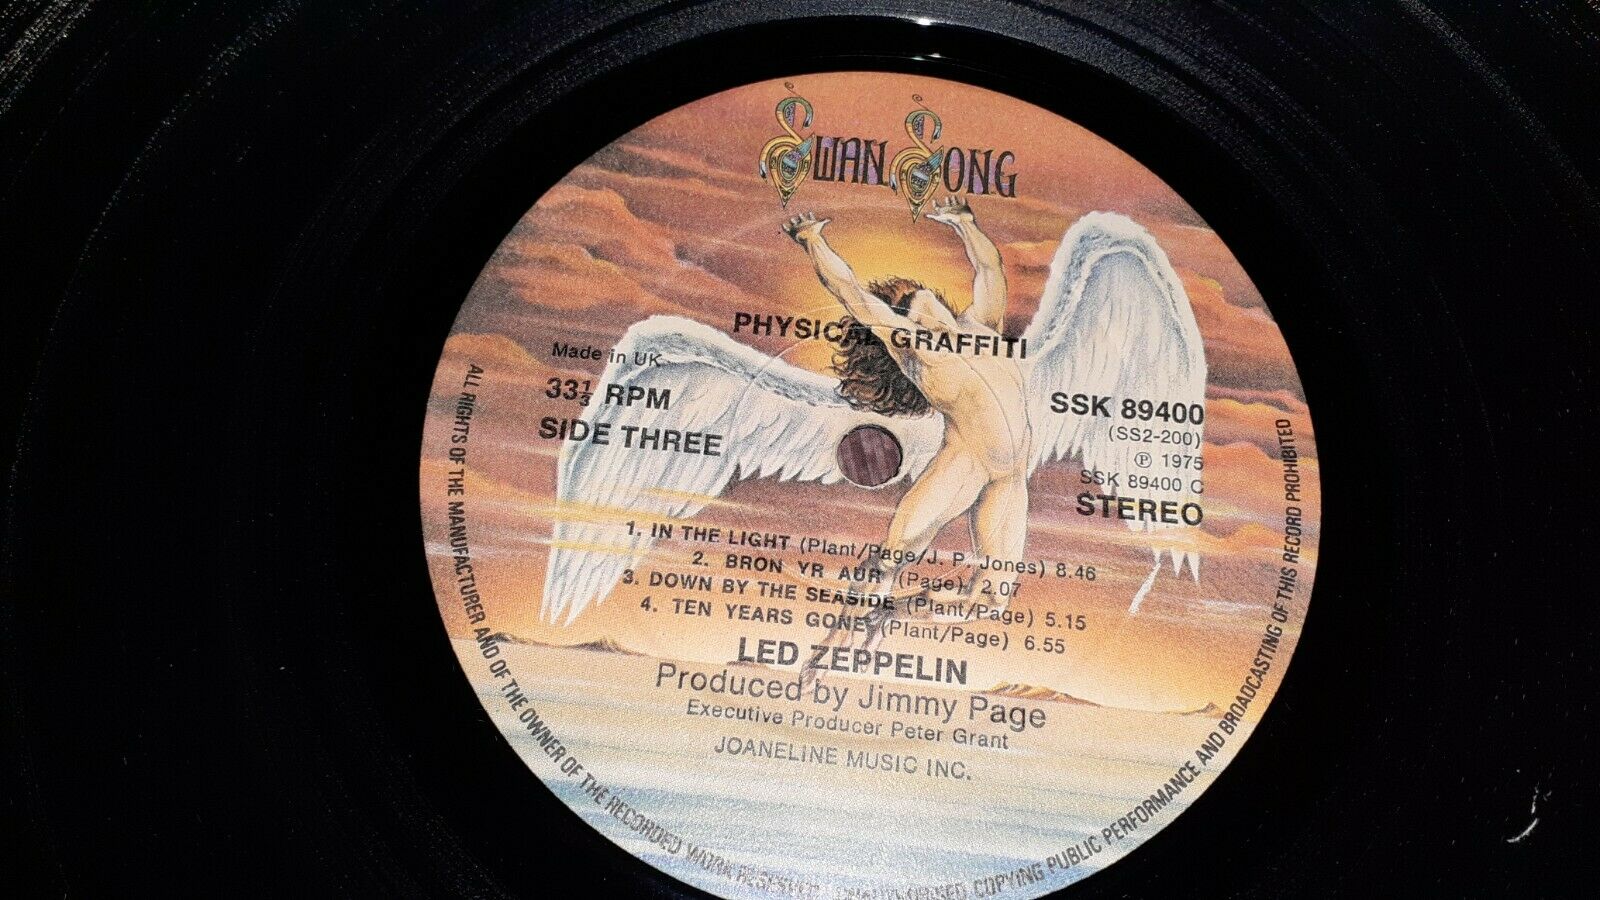 SWAN SONG
PHYSICAL GRAFFITI
Made in UK
33⅓ RPM
SIDE THREE
SSK 89400
(SS2-200)
Ⓟ 1975
SSK 89400 C
STEREO
1. IN THE LIGHT (Plant/Page/J. P. Jones) 8.46
2. BRON YR AUR (Page) 2.07
3. DOWN BY THE SEASIDE (Plant/Page) 5.15
4. TEN YEARS GONE (Plant/Page) 6.55
LED ZEPPELIN
Produced by Jimmy Page
Executive Producer Peter Grant
JOANELINE MUSIC INC.
ALL RIGHTS OF THE MANUFACTURER AND OF THE OWNER OF THE RECORDED WORK RESERVED UNAUTHORISED COPYING PUBLIC PERFORMANCE AND BROADCASTING OF THIS RECORD PROHIBITED